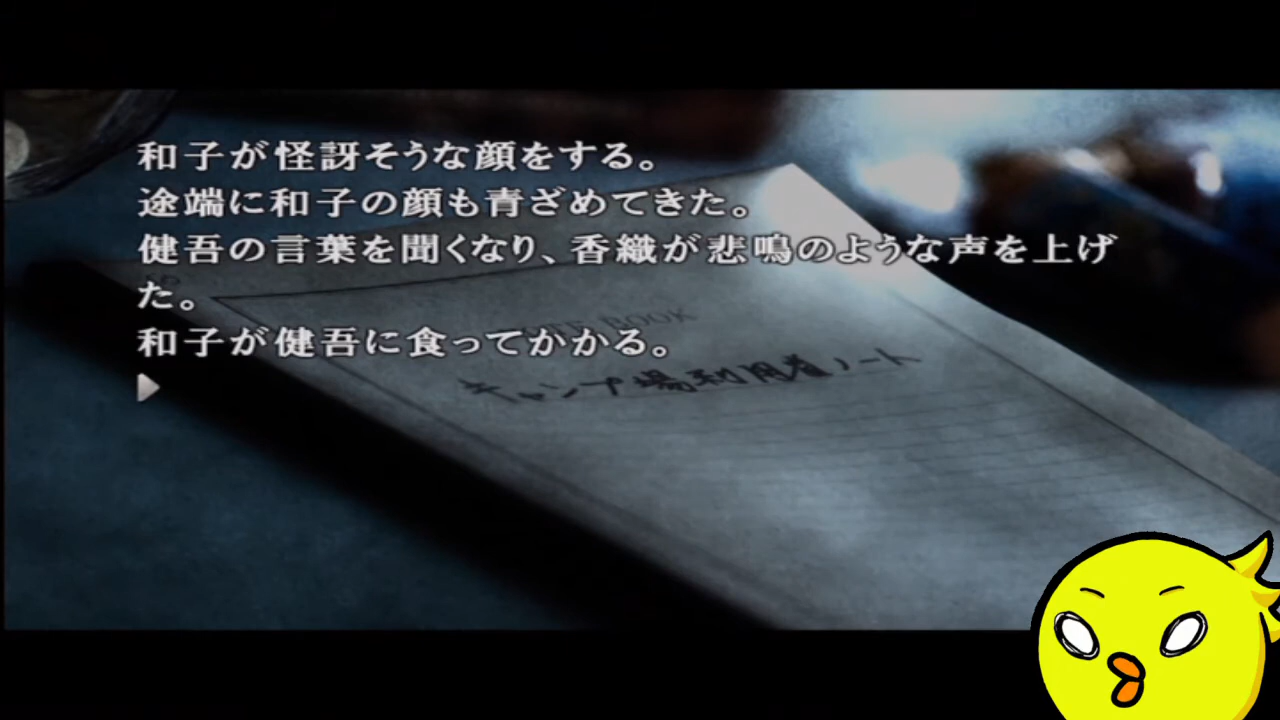 和子が怪訝そうな顔をする。
途端に和子の顔も青ざめてきた。
健吾の言葉を聞くなり、香織が悲鳴のような声を上げ
た。
和子が健吾に食ってかかる。
BOOK
キャンプ場利用者ノート